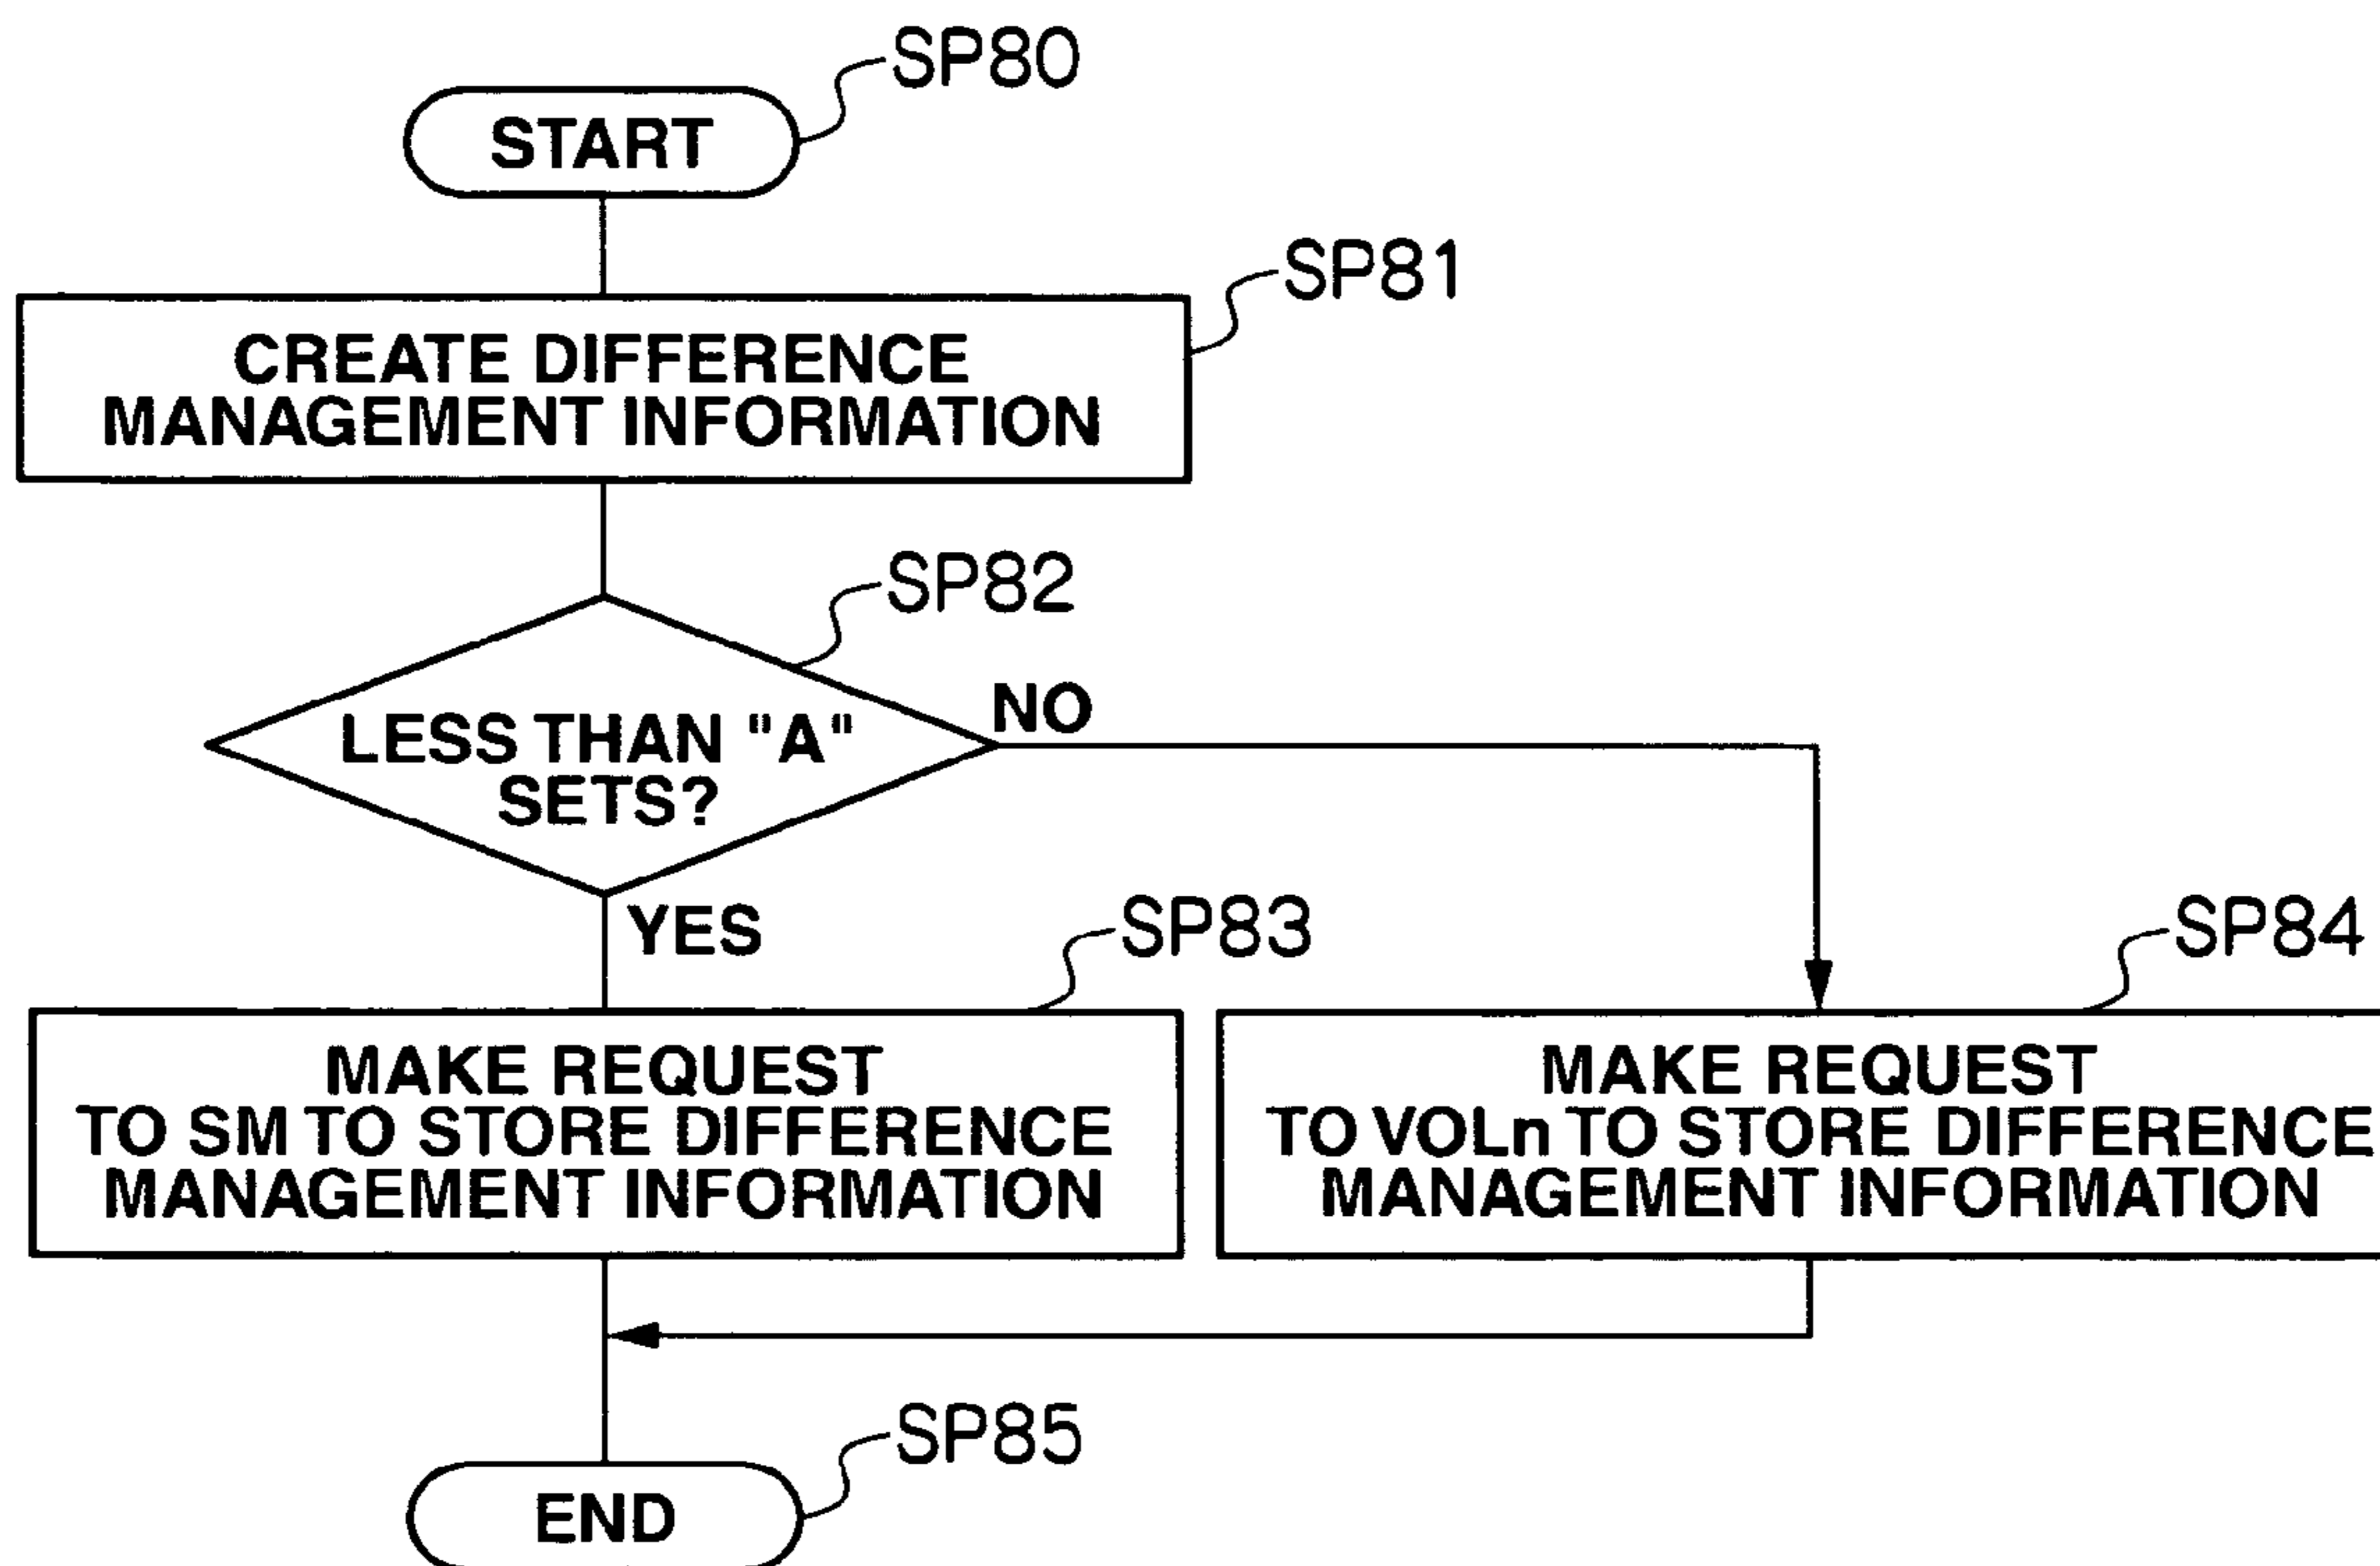 SP80
START
SP81
CREATE DIFFERENCE
MANAGEMENT INFORMATION
SP82
LESS THAN "A"
SETS?
NO
YES
SP83
MAKE REQUEST
TO SM TO STORE DIFFERENCE
MANAGEMENT INFORMATION
SP84
MAKE REQUEST
TO VOLn TO STORE DIFFERENCE
MANAGEMENT INFORMATION
SP85
END